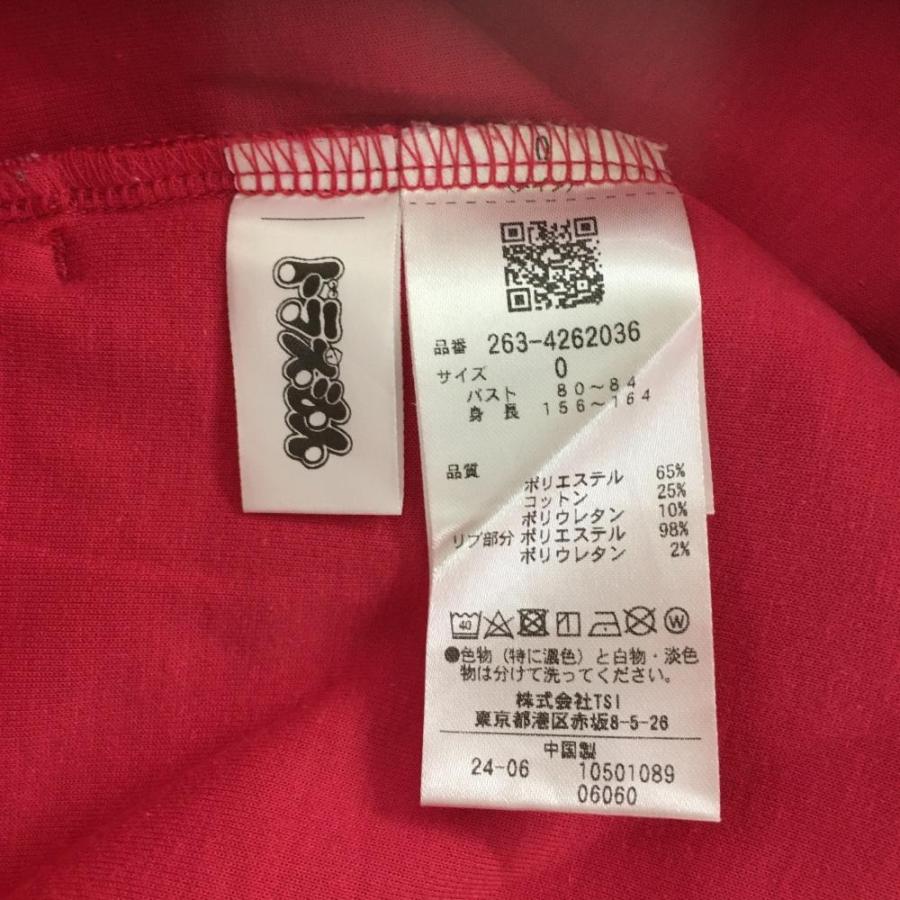 ドラえもん
0
品番 263-4262036
サイズ 0
バスト 80~84
身長 156~164
品質
ポリエステル 65%
コットン 25%
ポリウレタン 10%
リブ部分 ポリエステル 98%
ポリウレタン 2%
40 W
●色物(特に濃色)と白物・淡色
物は分けて洗ってください。
株式会社TSI
東京都港区赤坂8-5-26
中国製
24-06 10501089
06060